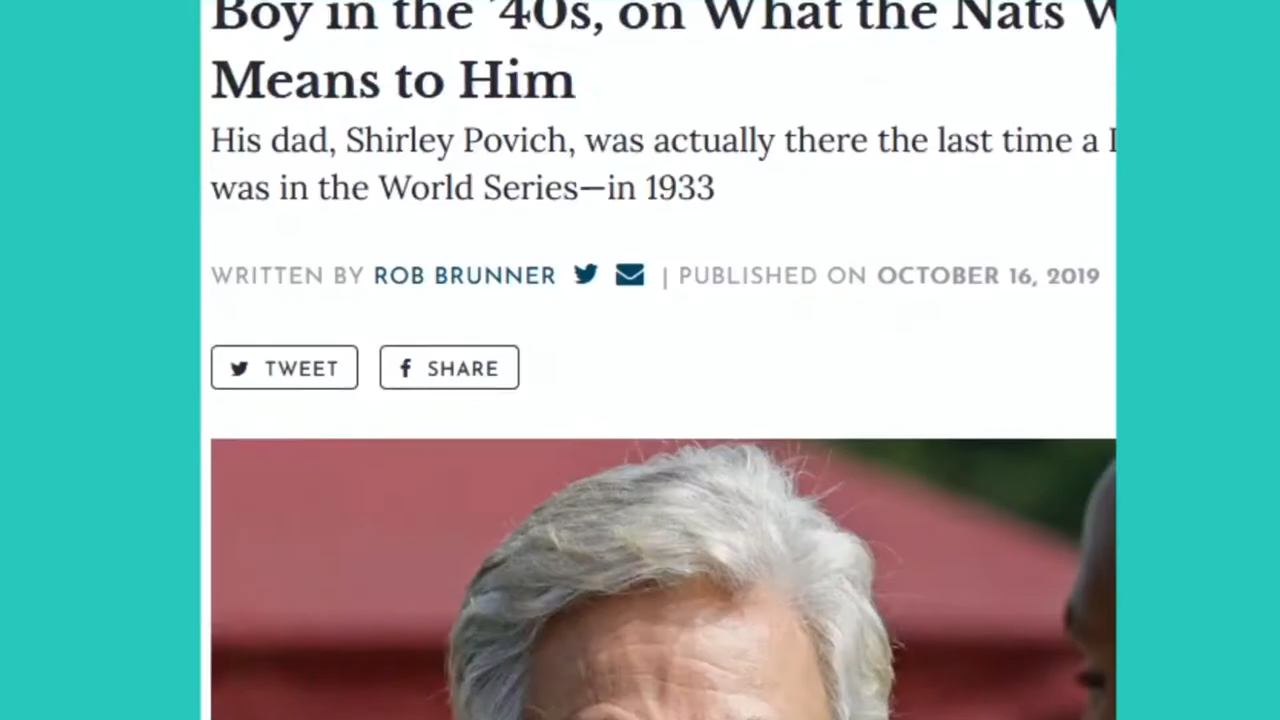 Boy in the '40s, on What the Nats W
Means to Him
His dad, Shirley Povich, was actually there the last time a
was in the World Series—in 1933
WRITTEN BY ROB BRUNNER | PUBLISHED ON OCTOBER 16, 2019
TWEET SHARE